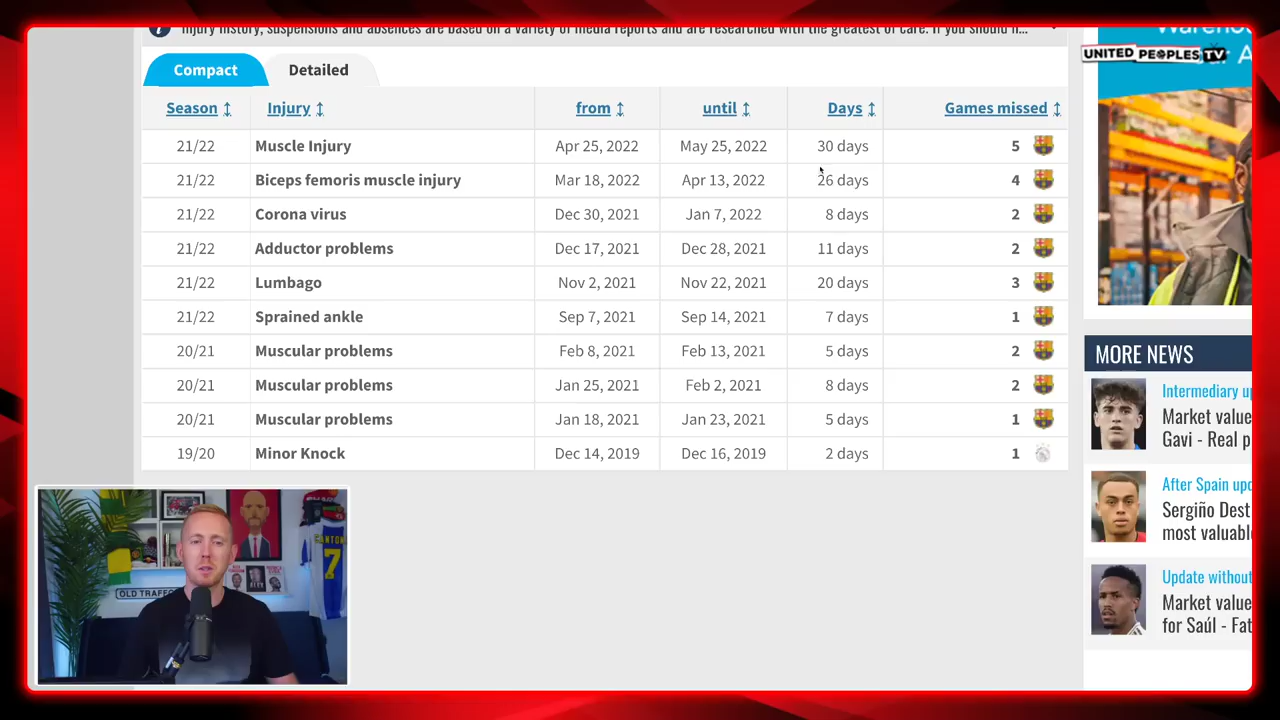 Injury history, suspensions and absences are based on a variety of media reports and are researched with the greatest of care. If you should n...
UNITED PEOPLES TV
Compact Detailed
Season Injury from until Days Games missed
21/22 Muscle Injury Apr 25, 2022 May 25, 2022 30 days 5
21/22 Biceps femoris muscle injury Mar 18, 2022 Apr 13, 2022 26 days 4
21/22 Corona virus Dec 30, 2021 Jan 7, 2022 8 days 2
21/22 Adductor problems Dec 17, 2021 Dec 28, 2021 11 days 2
21/22 Lumbago Nov 2, 2021 Nov 22, 2021 20 days 3
21/22 Sprained ankle Sep 7, 2021 Sep 14, 2021 7 days 1
20/21 Muscular problems Feb 8, 2021 Feb 13, 2021 5 days 2
20/21 Muscular problems Jan 25, 2021 Feb 2, 2021 8 days 2
20/21 Muscular problems Jan 18, 2021 Jan 23, 2021 5 days 1
19/20 Minor Knock Dec 14, 2019 Dec 16, 2019 2 days 1
MORE NEWS
Intermediary up
Market value
Gavi - Real p
After Spain upd
Sergiño Dest
most valuable
Update without
Market value
for Saúl - Fat
OLD TRAFFO
CANTON
7